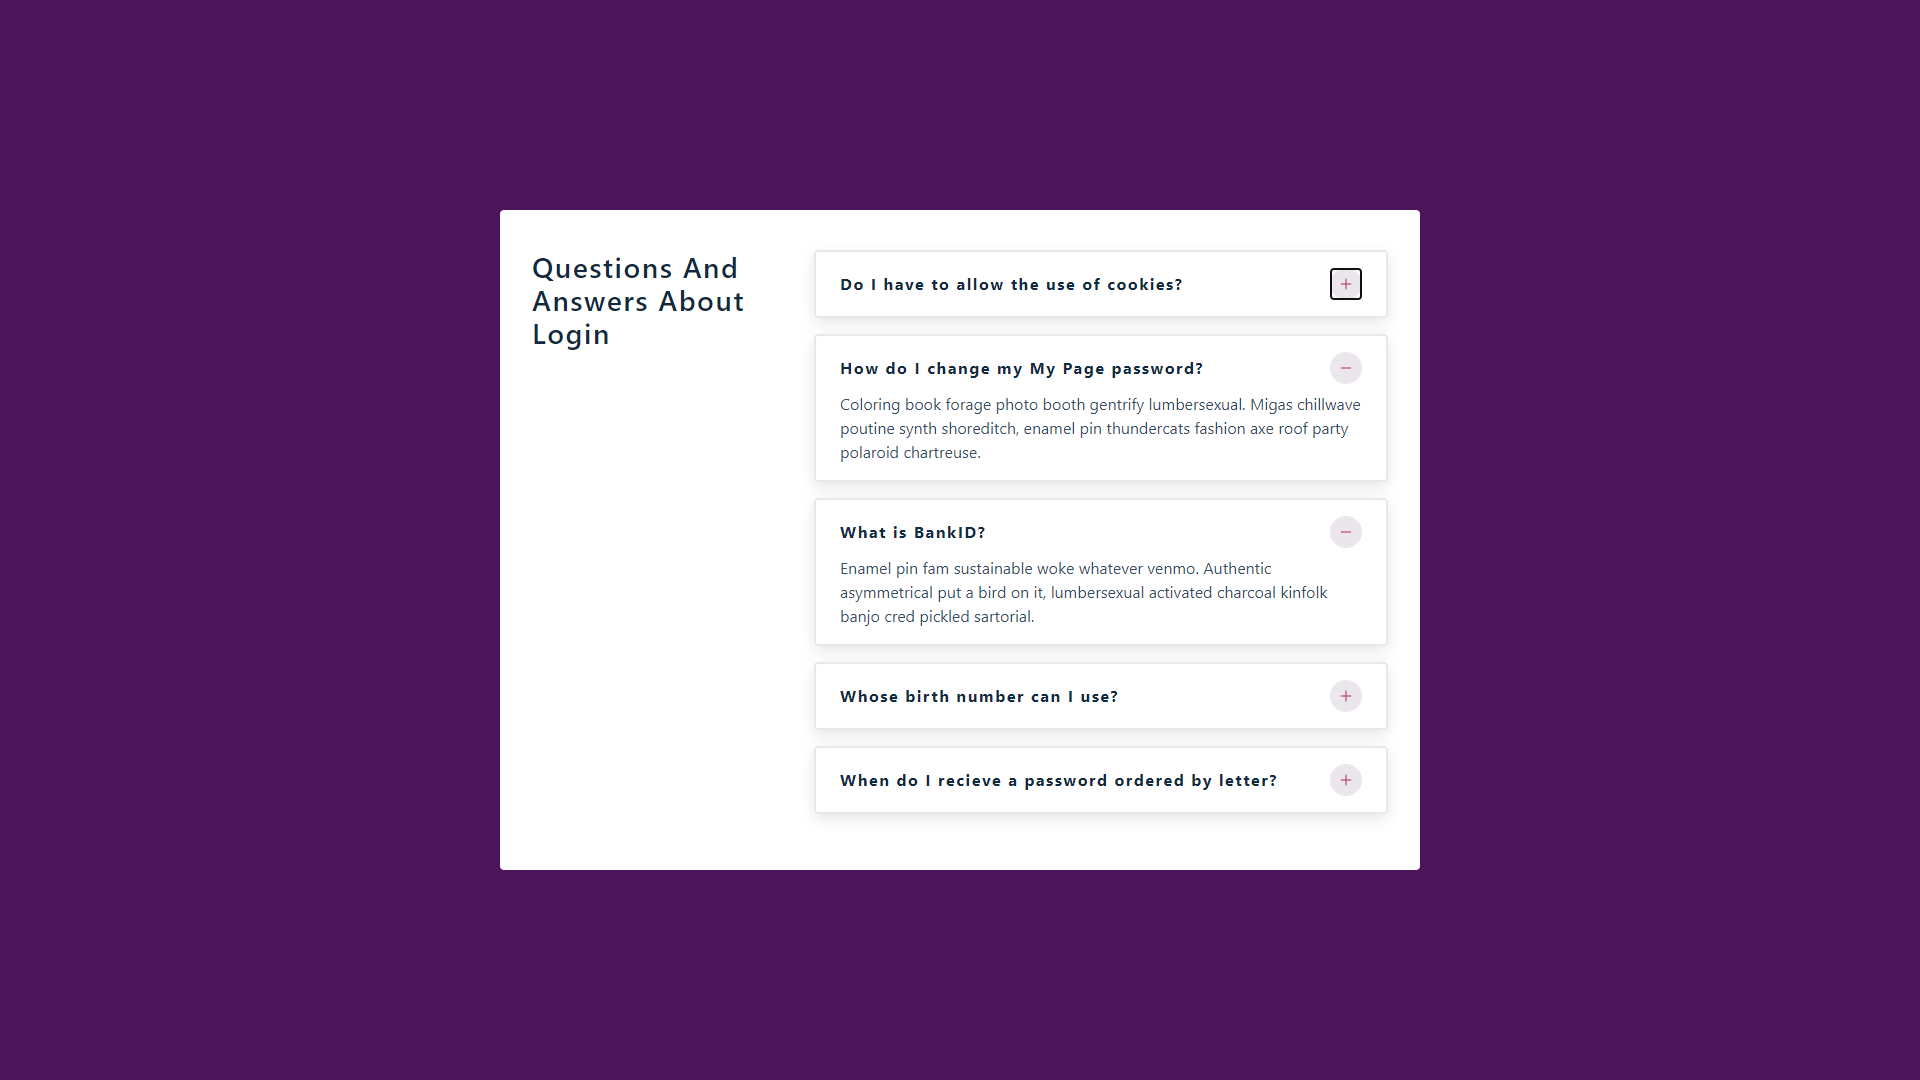 Questions And
Answers About
Login
Do I have to allow the use of cookies?
How do I change my My Page password?
Coloring book forage photo booth gentrify lumbersexual. Migas chillwave
poutine synth shoreditch, enamel pin thundercats fashion axe roof party
polaroid chartreuse.
What is BankID?
Enamel pin fam sustainable woke whatever venmo. Authentic
asymmetrical put a bird on it, lumbersexual activated charcoal kinfolk
banjo cred pickled sartorial.
Whose birth number can I use?
When do I recieve a password ordered by letter?